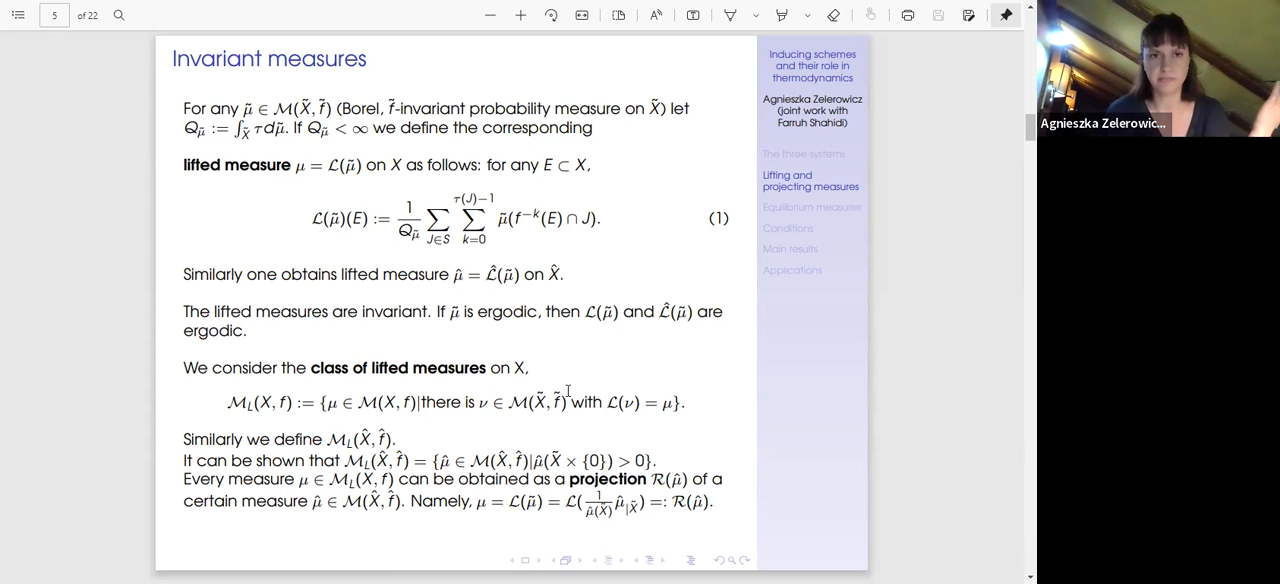 5 of 22
Invariant measures
For any μ̃ ∈ ℳ(X̃, f̃) (Borel, f̃-invariant probability measure on X̃) let
Q_μ̃ := ∫_X̃ τdμ̃. If Q_μ̃ < ∞ we define the corresponding
lifted measure μ = ℒ(μ̃) on X as follows: for any E ⊂ X,
ℒ(μ̃)(E) := 1/Q_μ̃ ∑_{J∈S} ∑_{k=0}^{τ(J)−1} μ̃(f^{−k}(E) ∩ J). (1)
Similarly one obtains lifted measure μ̂ = ℒ̂(μ̃) on X̂.
The lifted measures are invariant. If μ̃ is ergodic, then ℒ(μ̃) and ℒ̂(μ̃) are
ergodic.
We consider the class of lifted measures on X,
ℳ_L(X, f) := {μ ∈ ℳ(X, f)|there is ν ∈ ℳ(X̃, f̃) with ℒ(ν) = μ}.
Similarly we define ℳ_L(X̂, f̂).
It can be shown that ℳ_L(X̂, f̂) = {μ̂ ∈ ℳ(X̂, f̂)|μ̂(X̃ × {0}) > 0}.
Every measure μ ∈ ℳ_L(X, f) can be obtained as a projection ℛ(μ̂) of a
certain measure μ̂ ∈ ℳ(X̂, f̂). Namely, μ = ℒ(μ̃) = ℒ(1/μ̂(X̃) μ̂_{|X̃}) =: ℛ(μ̂).
Inducing schemes
and their role in
thermodynamics
Agnieszka Zelerowicz
(joint work with
Farruh Shahidi)
The three systems
Lifting and
projecting measures
Equilibrium measures
Conditions
Main results
Applications
Agnieszka Zelerowic...